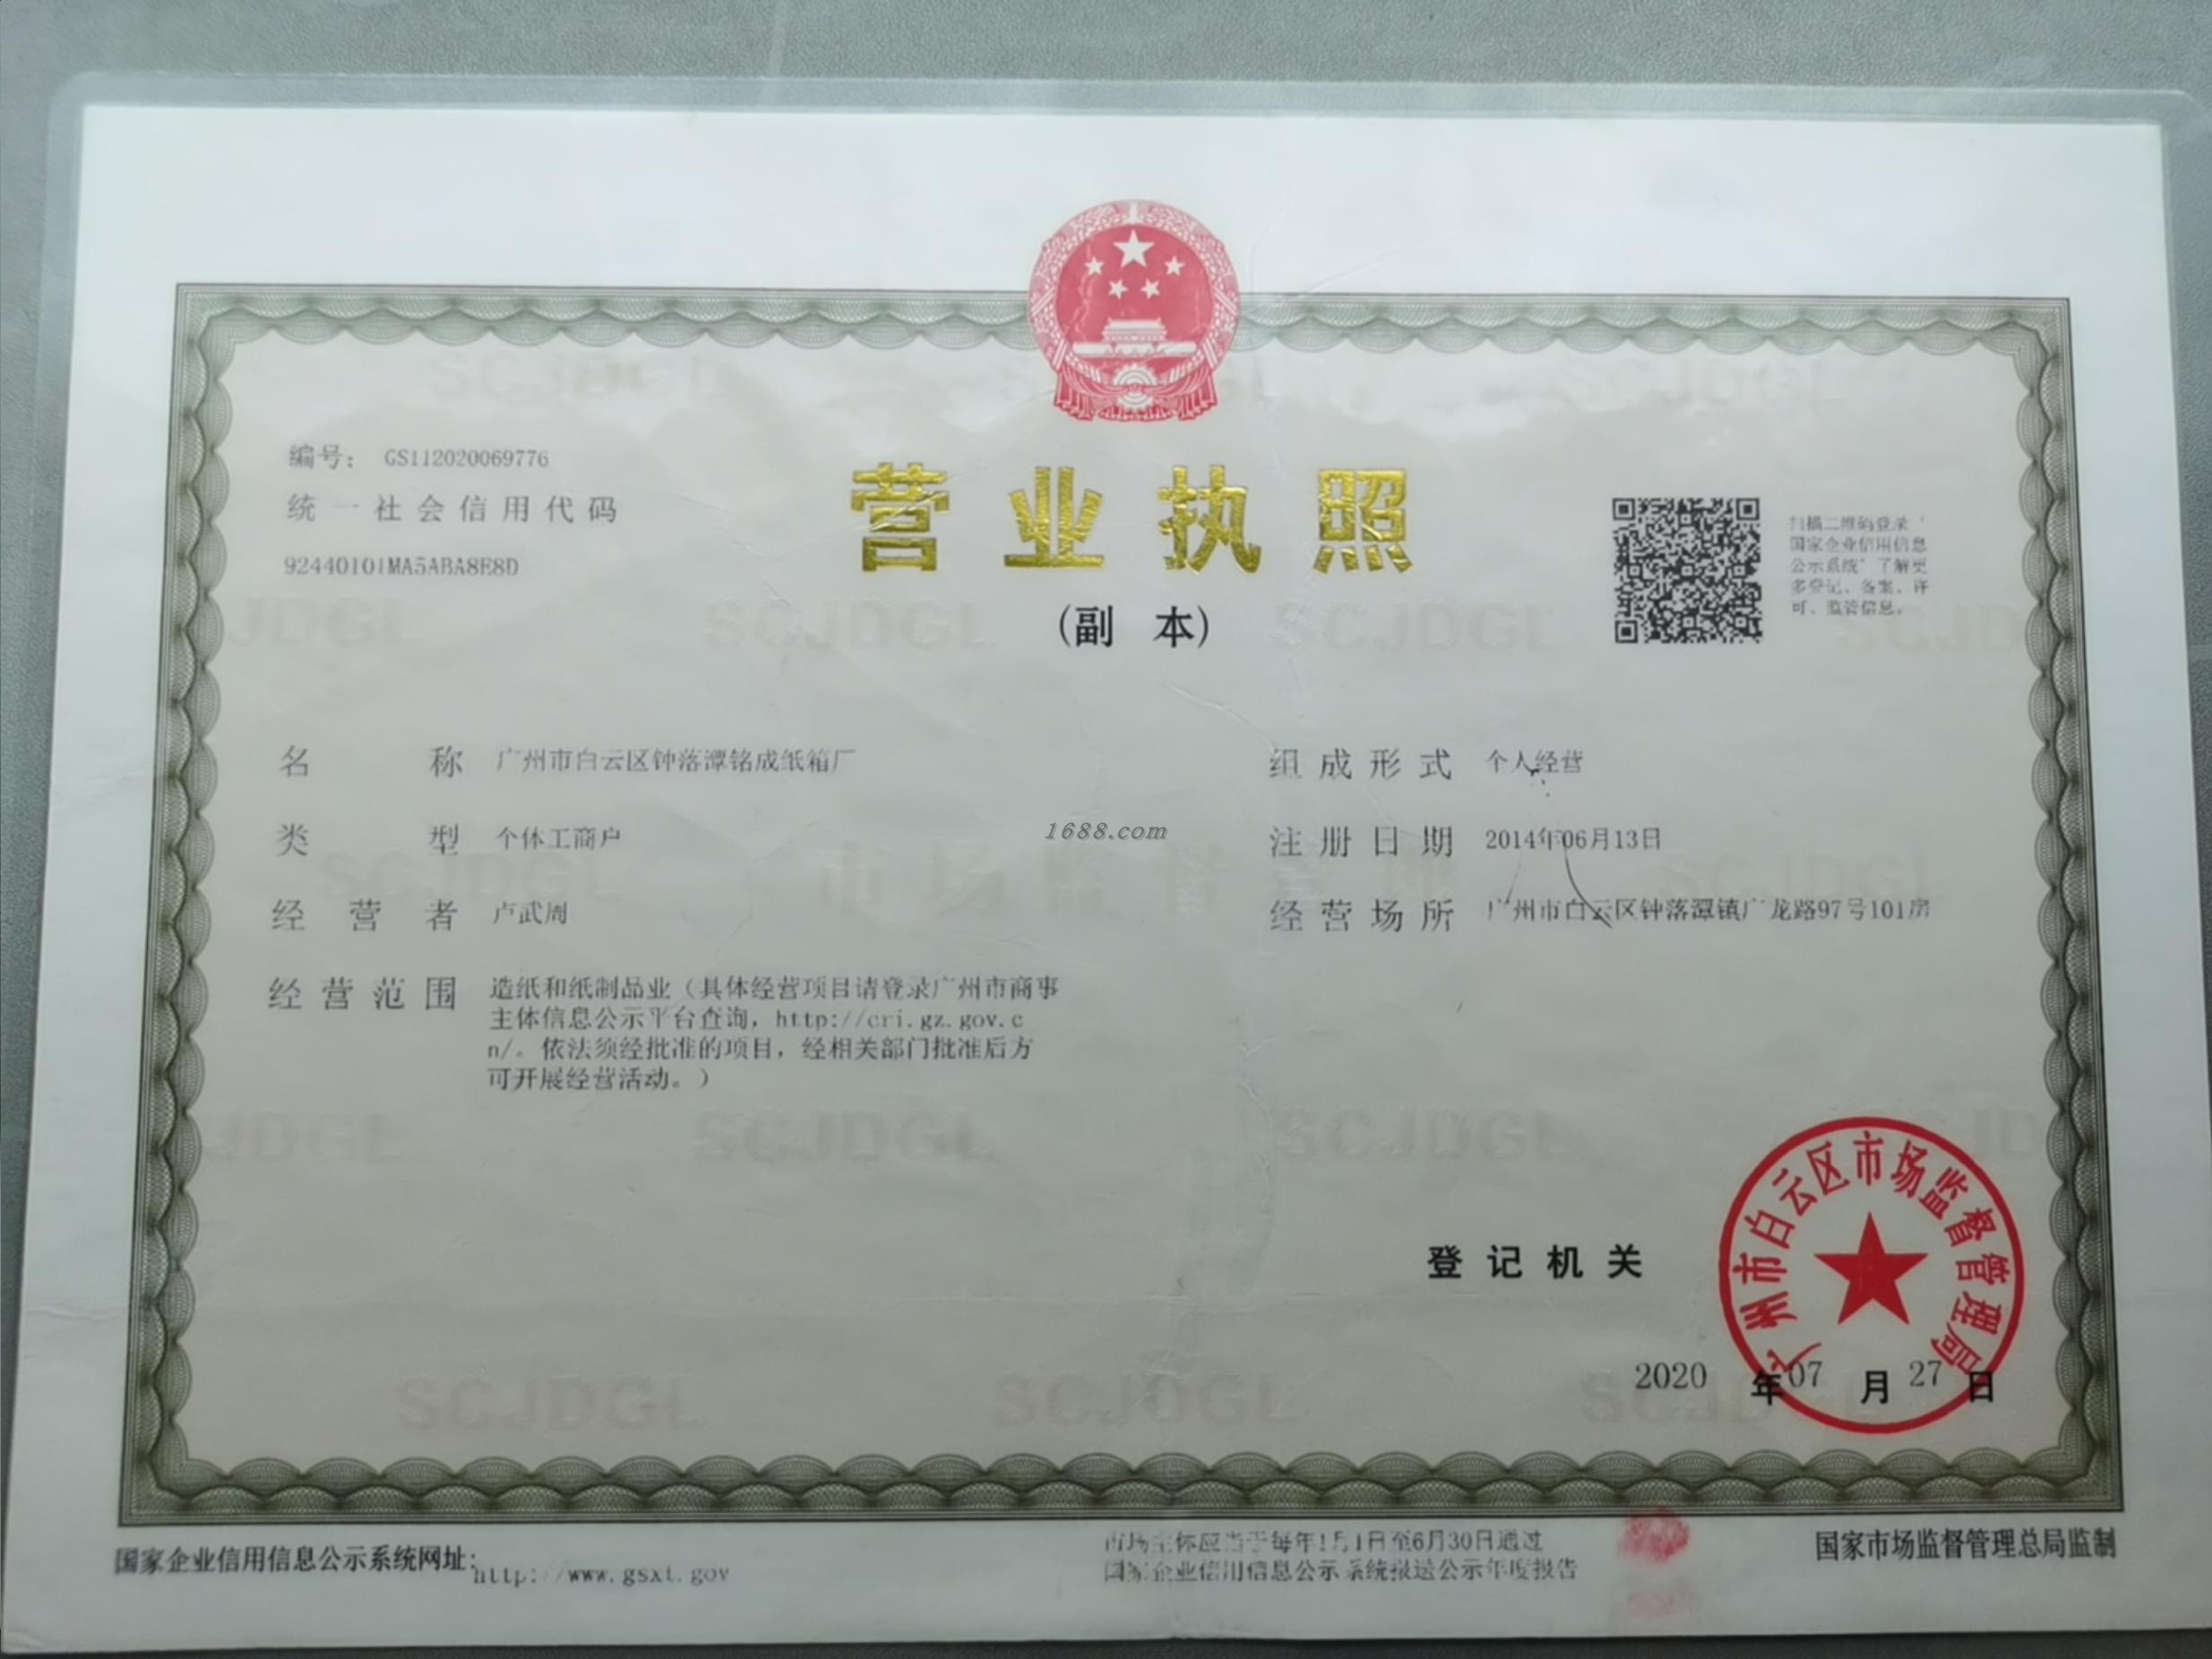 编号： GS112020069776
统一社会信用代码
92440101MA5ABA8E8D
营业执照
(副 本)
扫描二维码登录'
国家企业信用信息
公示系统'了解更
多登记、备案、许
可、监管信息。
名 称 广州市白云区钟落潭铭成纸箱厂
类 型 个体工商户
经 营 者 卢武周
经 营 范 围 造纸和纸制品业（具体经营项目请登录广州市商事
主体信息公示平台查询，http://cri.gz.gov.c
n/。依法须经批准的项目，经相关部门批准后方
可开展经营活动。）
组 成 形 式 个人经营
注 册 日 期 2014年06月13日
经 营 场 所 广州市白云区钟落潭镇广龙路97号101房
1688.com
市场监督管理
SCJDGL
登 记 机 关
广州市白云区市场监督管理局
2020 年 07 月 27 日
国家企业信用信息公示系统网址：http://www.gsxt.gov
市场主体应当于每年1月1日至6月30日通过
国家企业信用信息公示系统报送公示年度报告
国家市场监督管理总局监制